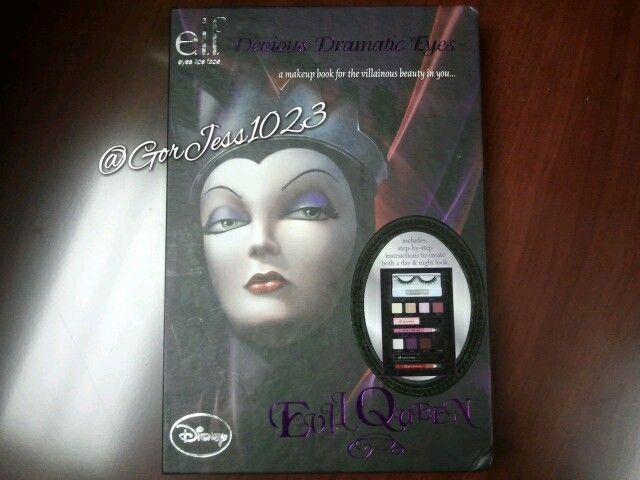 e.l.f.
eyes lips face
Devious Dramatic Eyes
a makeup book for the villainous beauty in you...
@GorJess1023
includes:
step-by-step
instructions to create
both a day & night look
Evil Queen
Disney